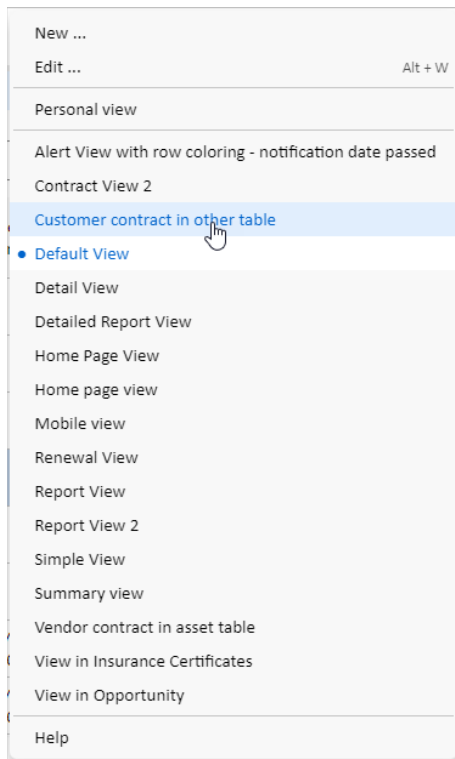 New ...
Edit ... Alt + W
Personal view
Alert View with row coloring - notification date passed
Contract View 2
Customer contract in other table
Default View
Detail View
Detailed Report View
Home Page View
Home page view
Mobile view
Renewal View
Report View
Report View 2
Simple View
Summary view
Vendor contract in asset table
View in Insurance Certificates
View in Opportunity
Help